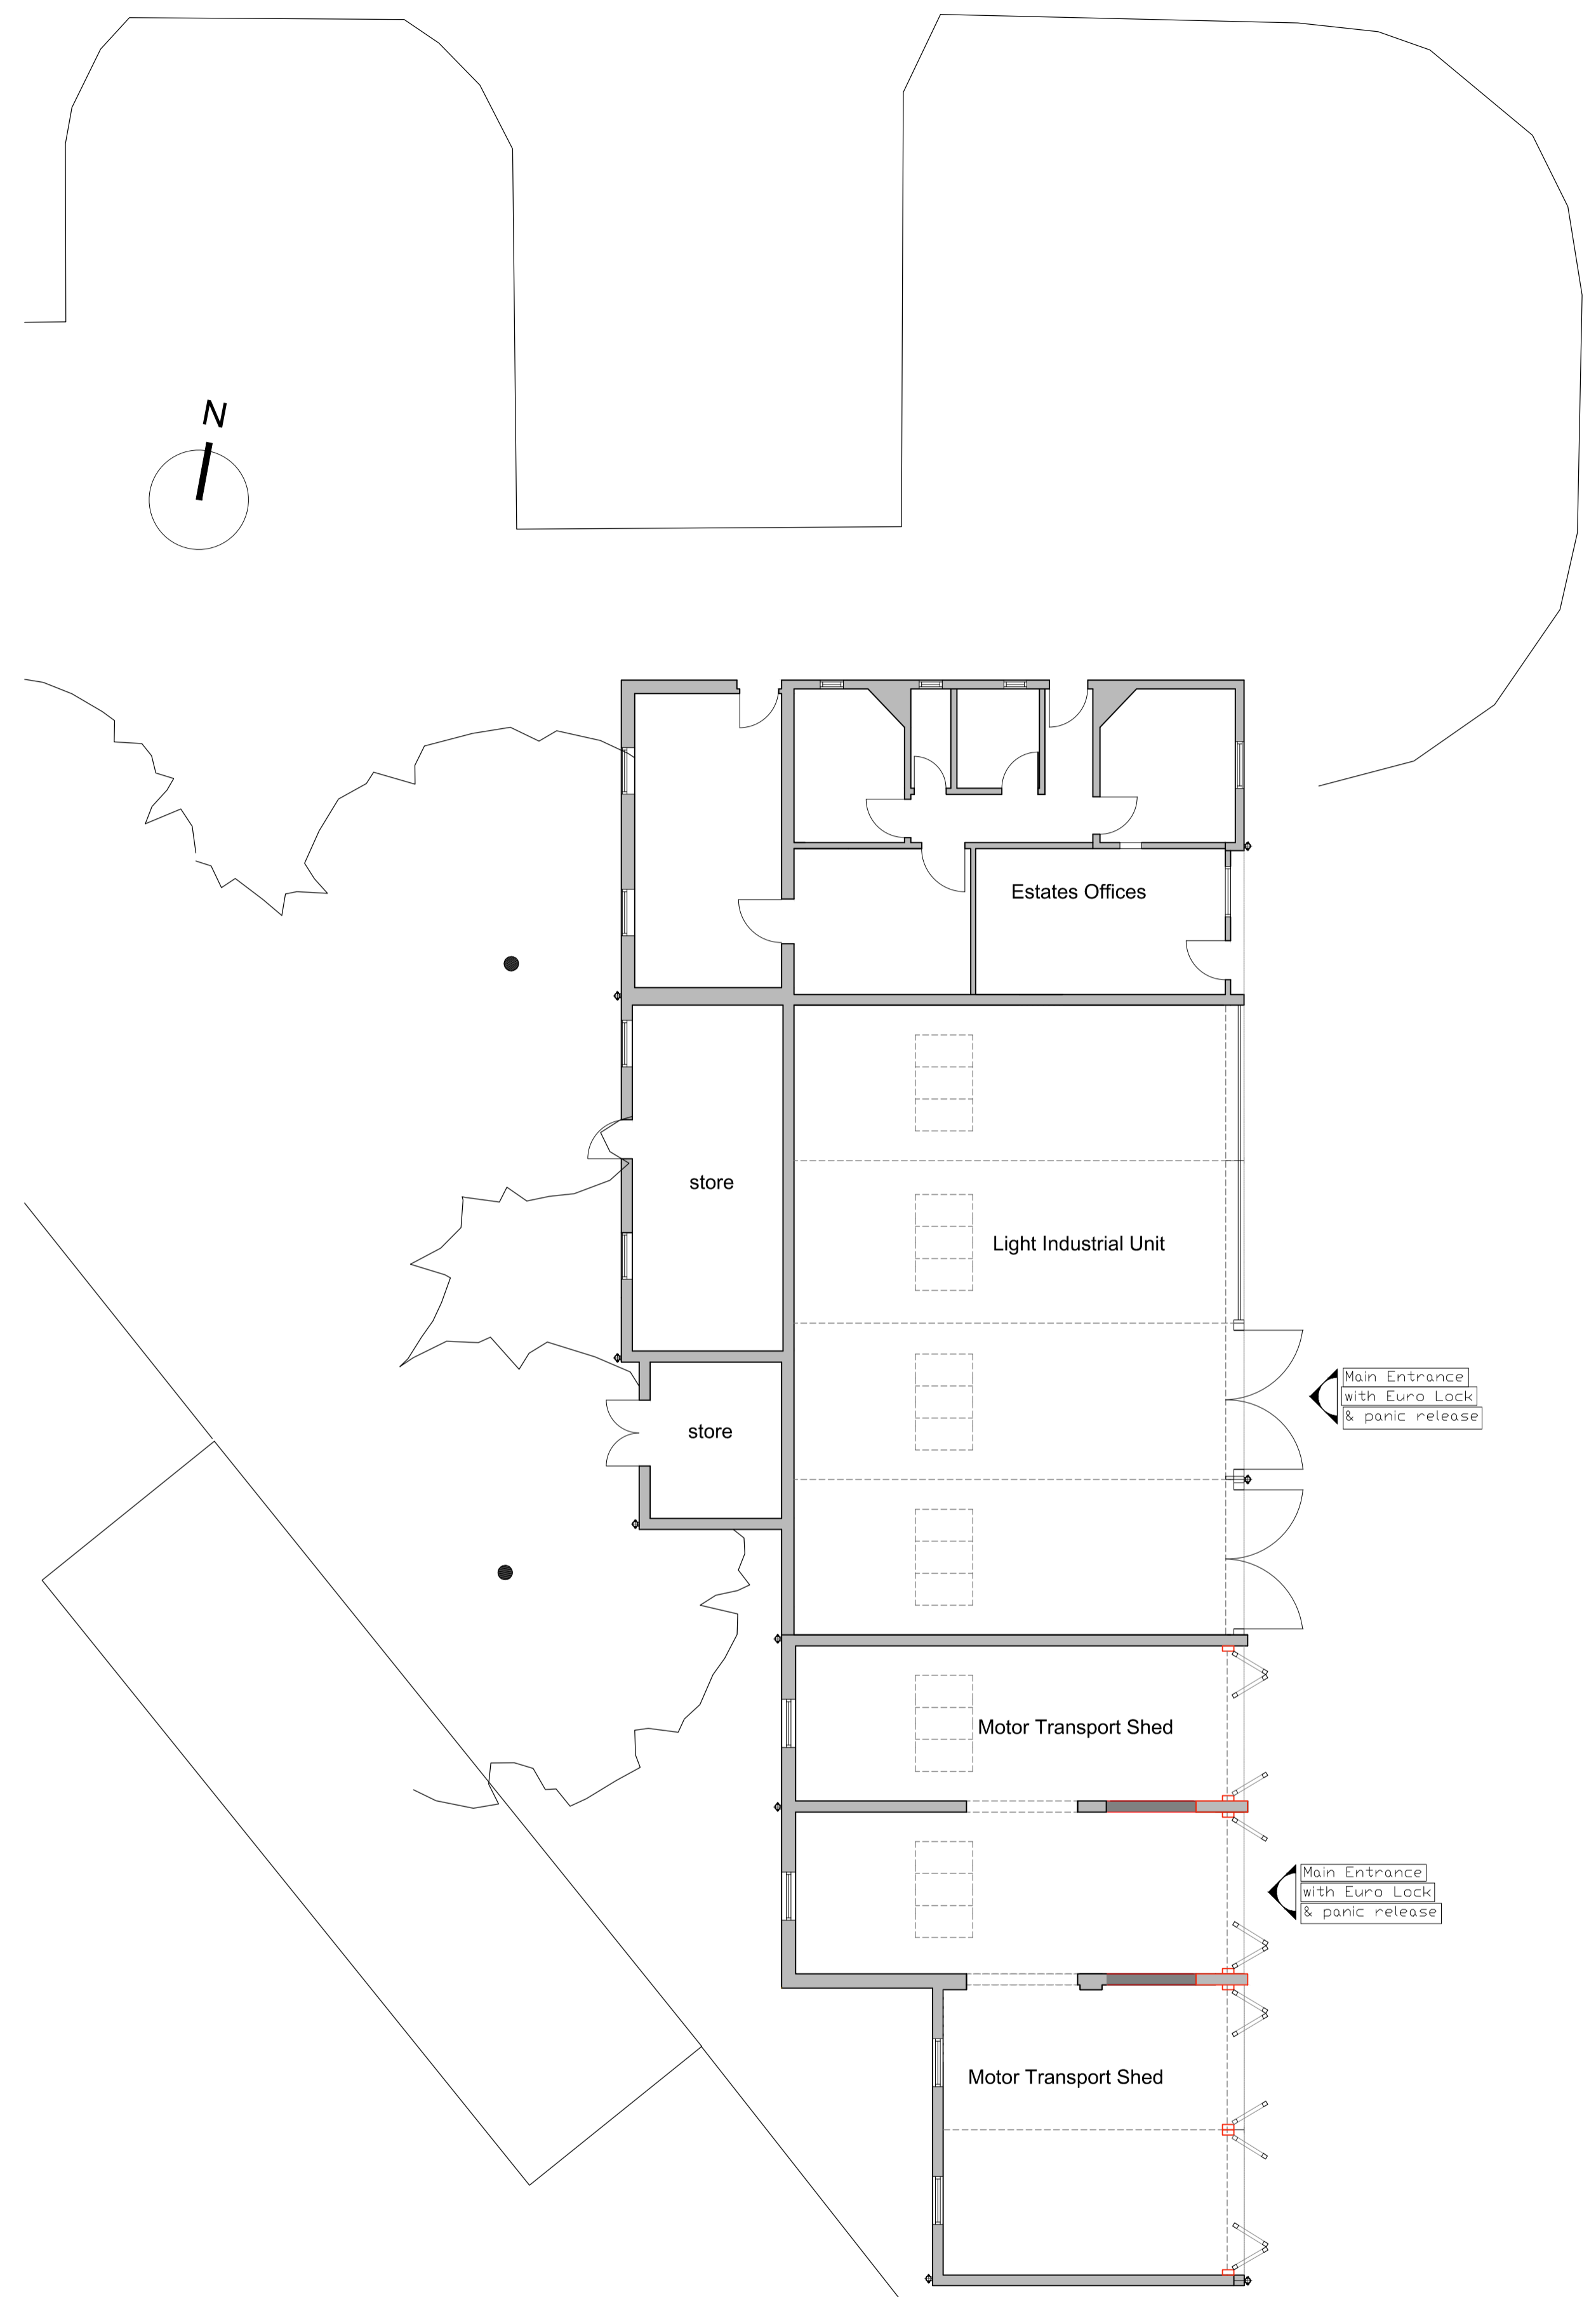 N
Estates Offices
store
Light Industrial Unit
Main Entrance
with Euro Lock
& panic release
store
Motor Transport Shed
Main Entrance
with Euro Lock
& panic release
Motor Transport Shed